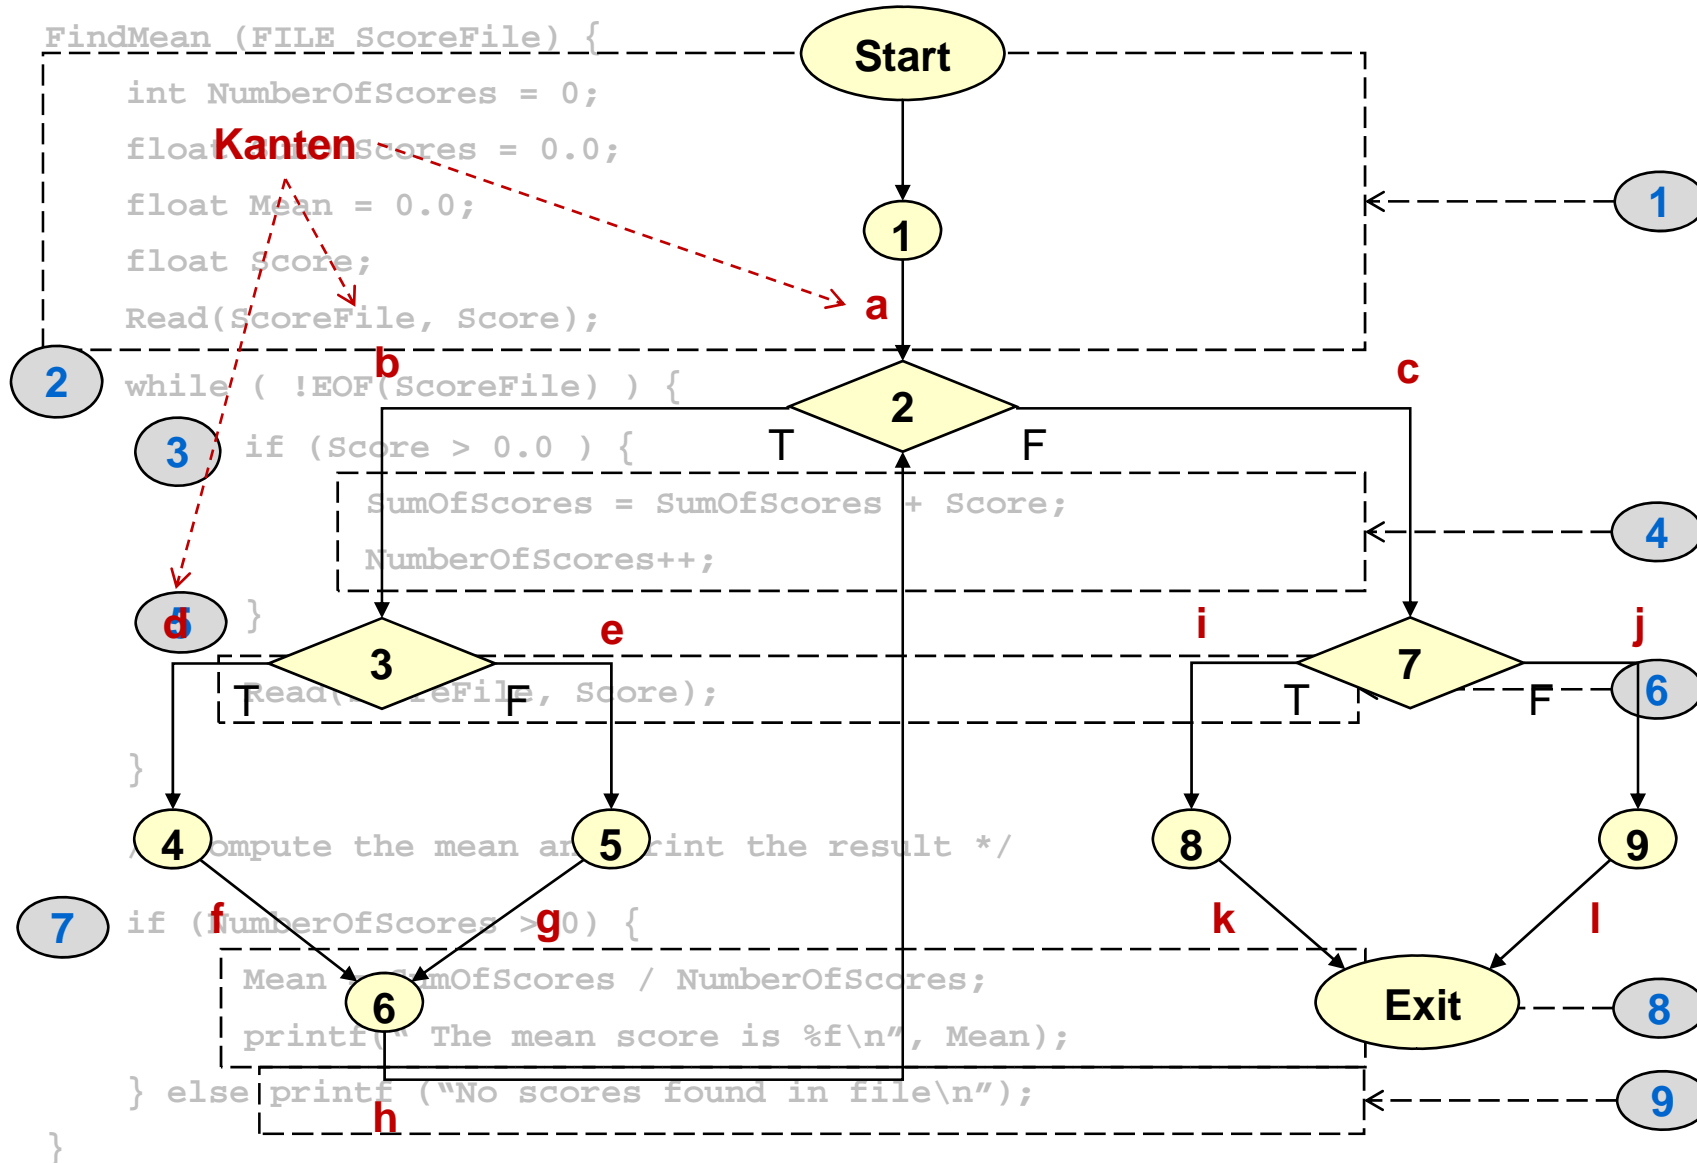 FindMean (FILE ScoreFile) {
Start
int NumberOfScores = 0;
float SumOfScores = 0.0;
Kanten
float Mean = 0.0;
1
1
float Score;
a
Read(ScoreFile, Score);
b
c
2
while ( !EOF(ScoreFile) ) {
2
T
F
3
if (Score > 0.0 ) {
SumOfScores = SumOfScores + Score;
4
NumberOfScores++;
5
d
}
e
i
j
3
7
T
F
T
F
6
Read(ScoreFile, Score);
}
4
5
8
9
/* Compute the mean and print the result */
7
if (NumberOfScores > 0) {
f
g
k
l
Mean = SumOfScores / NumberOfScores;
6
Exit
8
printf(“ The mean score is %f\n”, Mean);
} else printf (“No scores found in file\n”);
h
9
}